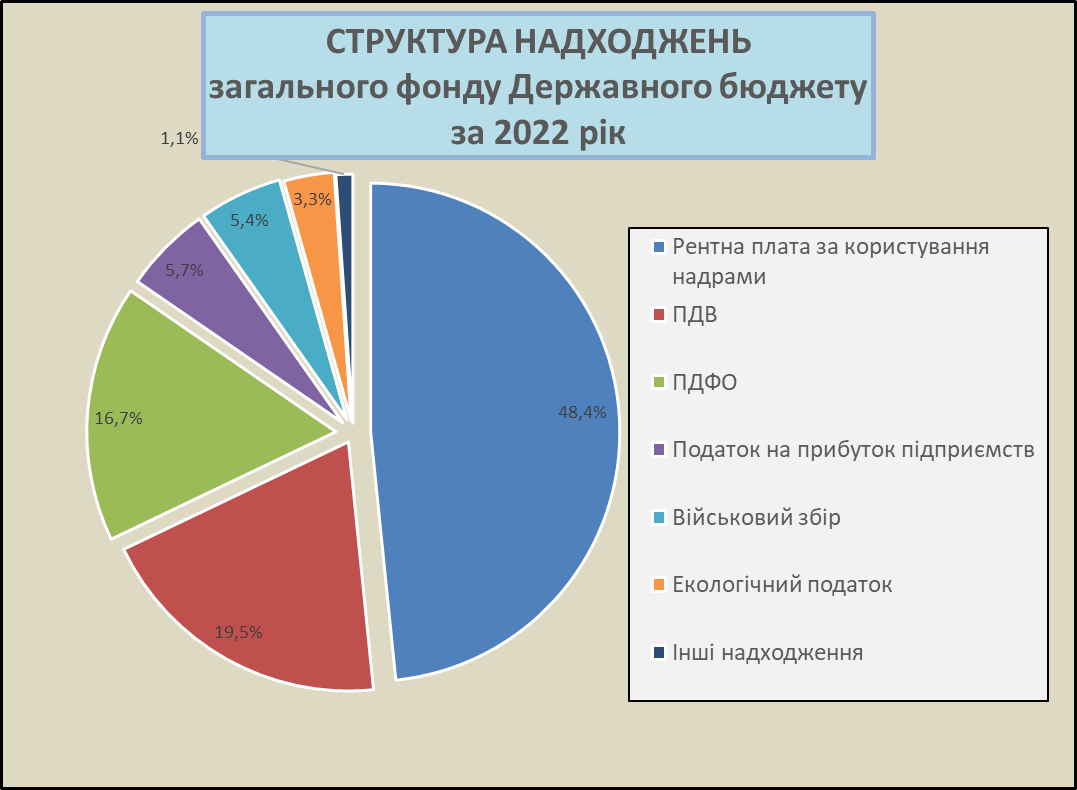 СТРУКТУРА НАДХОДЖЕНЬ
загального фонду Державного бюджету
за 2022 рік
1,1%
3,3%
5,4%
5,7%
16,7%
48,4%
19,5%
Рентна плата за користування
надрами
ПДВ
ПДФО
Податок на прибуток підприємств
Військовий збір
Екологічний податок
Інші надходження